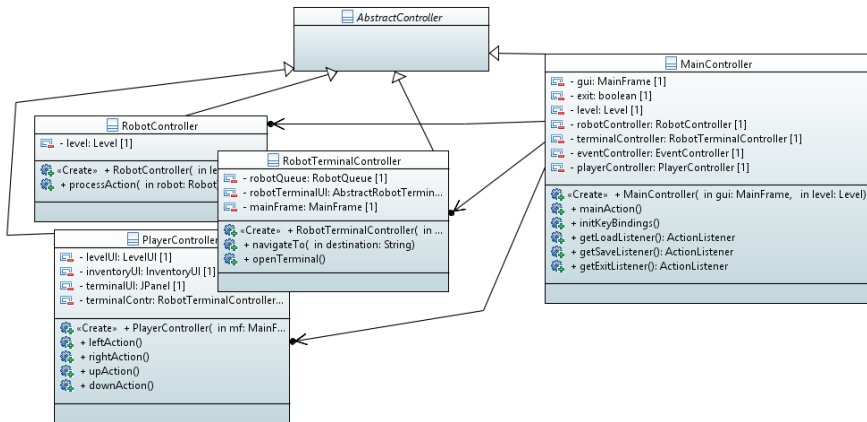 AbstractController
MainController
- gui: MainFrame [1]
- exit: boolean [1]
- level: Level [1]
- robotController: RobotController [1]
- terminalController: RobotTerminalController [1]
- eventController: EventController [1]
- playerController: PlayerController [1]
«Create» + MainController( in gui: MainFrame, in level: Level)
+ mainAction()
+ initKeyBindings()
+ getLoadListener(): ActionListener
+ getSaveListener(): ActionListener
+ getExitListener(): ActionListener
RobotController
- level: Level [1]
«Create» + RobotController( in le
+ processAction( in robot: Robo
RobotTerminalController
- robotQueue: RobotQueue [1]
- robotTerminalUI: AbstractRobotTermin...
- mainFrame: MainFrame [1]
«Create» + RobotTerminalController( in ...
+ navigateTo( in destination: String)
+ openTerminal()
PlayerController
- levelUI: LevelUI [1]
- inventoryUI: InventoryUI [1]
- terminalUI: JPanel [1]
- terminalContr: RobotTerminalController...
«Create» + PlayerController( in mf: MainF...
+ leftAction()
+ rightAction()
+ upAction()
+ downAction()